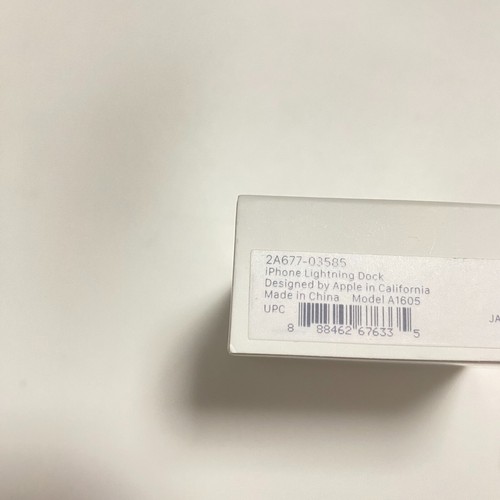 2A677-03585
iPhone Lightning Dock
Designed by Apple in California
Made in China Model A1605
UPC
8 88462 67633 5
JA